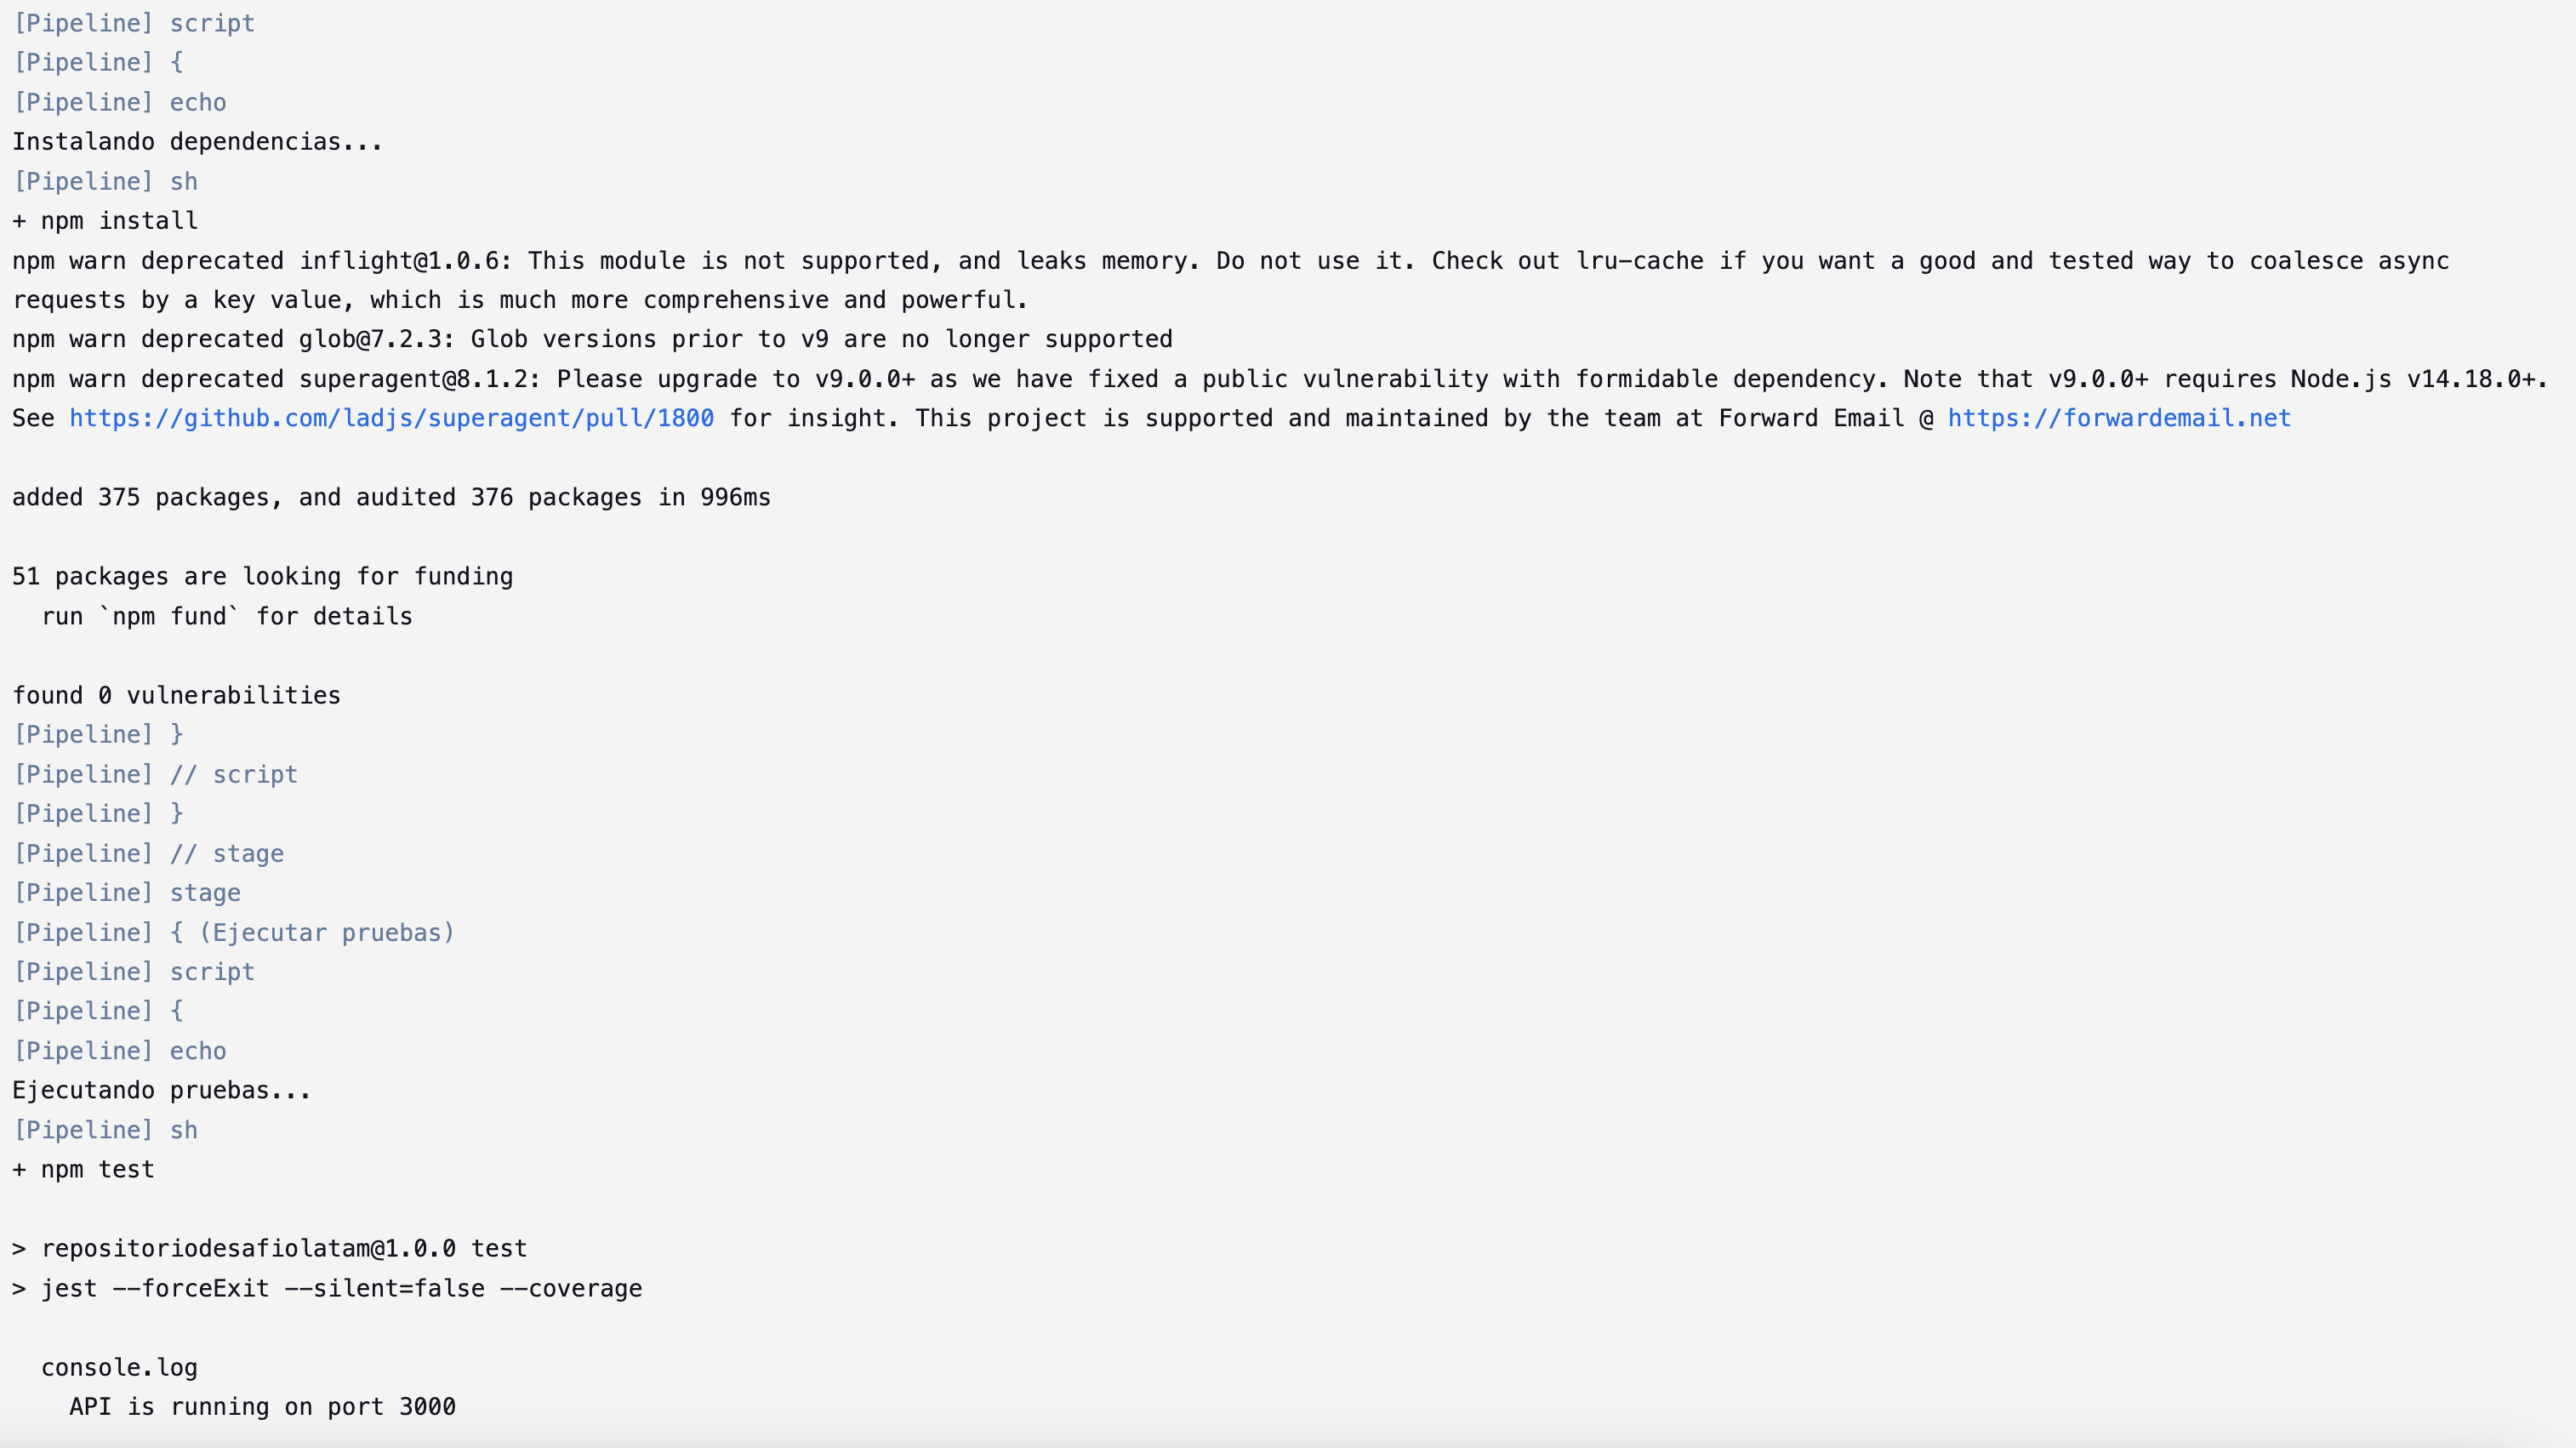 [Pipeline] script
[Pipeline] {
[Pipeline] echo
Instalando dependencias...
[Pipeline] sh
+ npm install
npm warn deprecated inflight@1.0.6: This module is not supported, and leaks memory. Do not use it. Check out lru-cache if you want a good and tested way to coalesce async
requests by a key value, which is much more comprehensive and powerful.
npm warn deprecated glob@7.2.3: Glob versions prior to v9 are no longer supported
npm warn deprecated superagent@8.1.2: Please upgrade to v9.0.0+ as we have fixed a public vulnerability with formidable dependency. Note that v9.0.0+ requires Node.js v14.18.0+.
See https://github.com/ladjs/superagent/pull/1800 for insight. This project is supported and maintained by the team at Forward Email @ https://forwardemail.net
added 375 packages, and audited 376 packages in 996ms
51 packages are looking for funding
  run `npm fund` for details
found 0 vulnerabilities
[Pipeline] }
[Pipeline] // script
[Pipeline] }
[Pipeline] // stage
[Pipeline] stage
[Pipeline] { (Ejecutar pruebas)
[Pipeline] script
[Pipeline] {
[Pipeline] echo
Ejecutando pruebas...
[Pipeline] sh
+ npm test
> repositoriodesafiolatam@1.0.0 test
> jest --forceExit --silent=false --coverage
  console.log
    API is running on port 3000